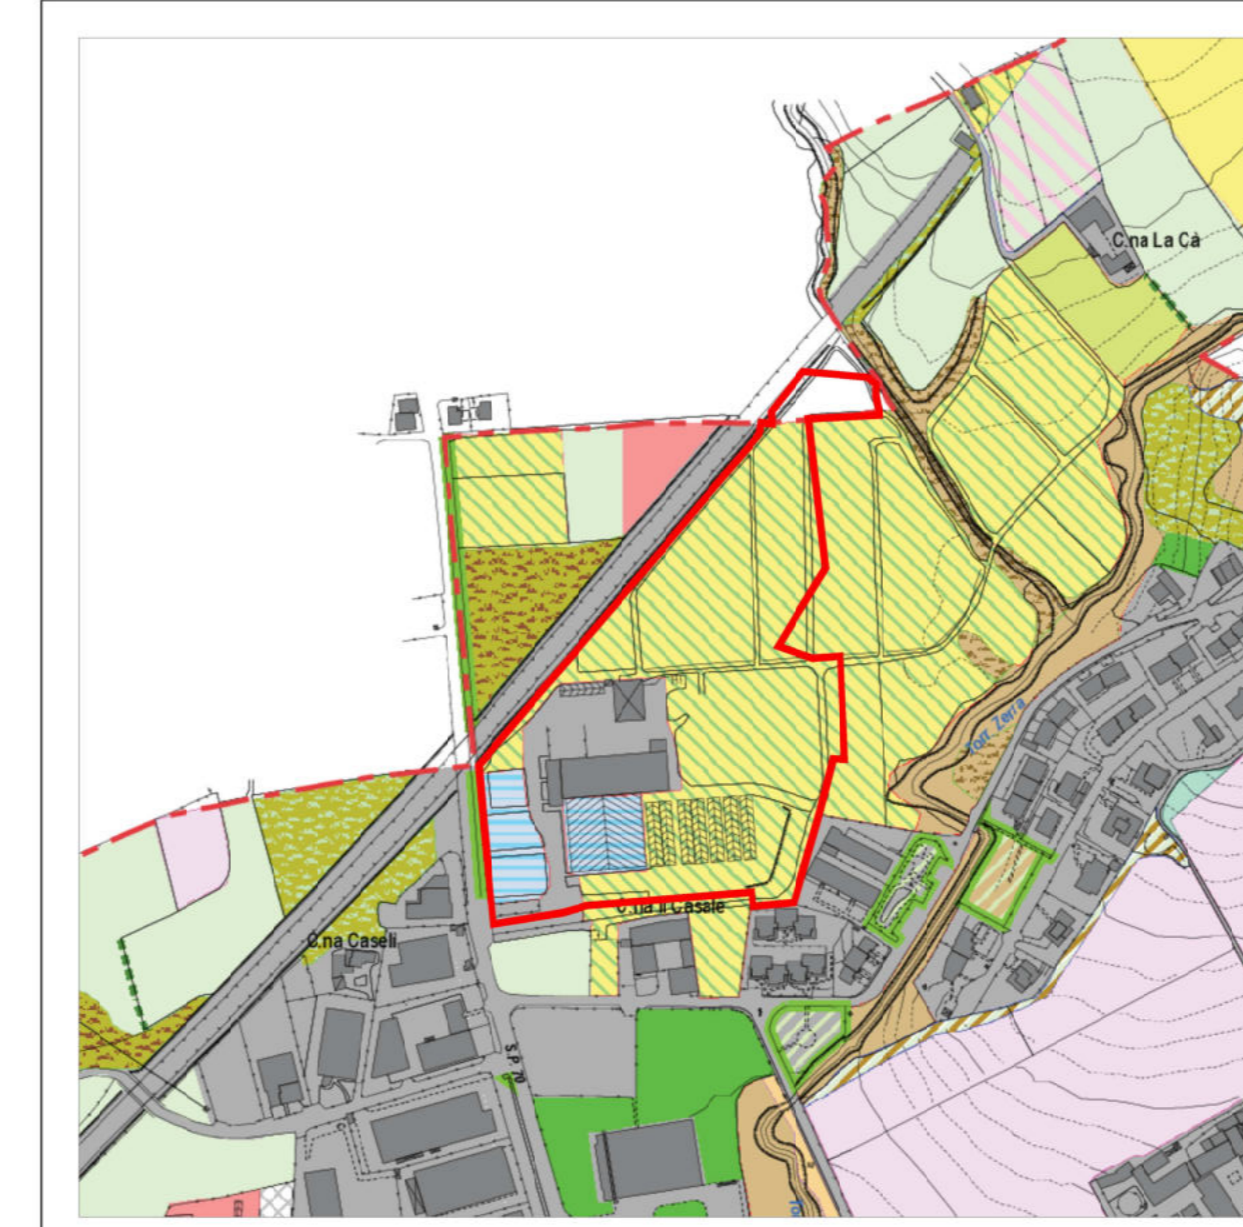 C.na La Cà
Torr. Zerra
C.na Il Casale
C.na Caseli
S.P. 70